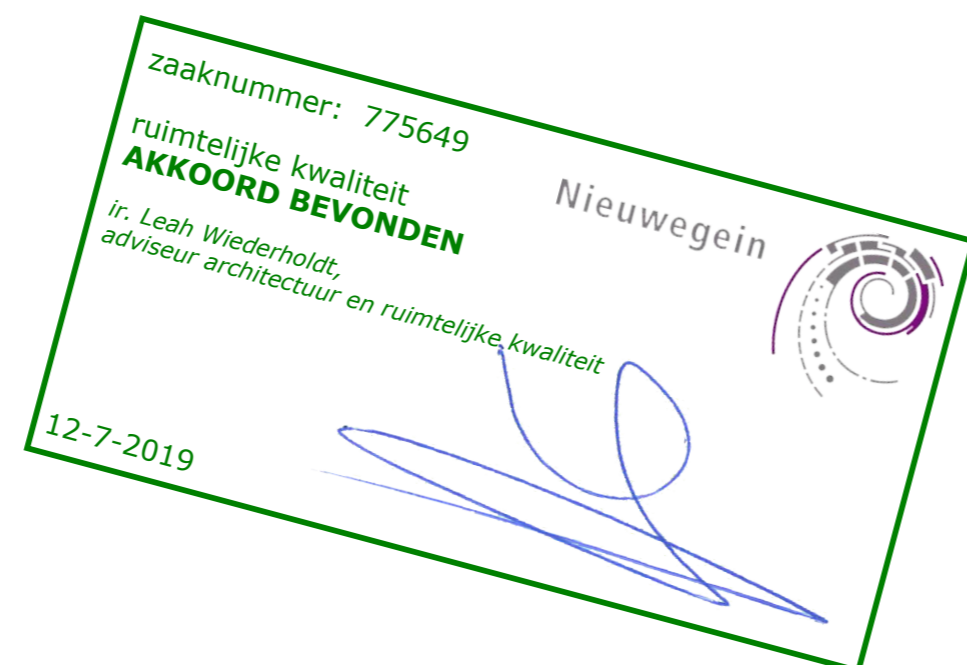 zaaknummer: 775649
ruimtelijke kwaliteit
AKKOORD BEVONDEN
ir. Leah Wiederholdt,
adviseur architectuur en ruimtelijke kwaliteit
Nieuwegein
12-7-2019